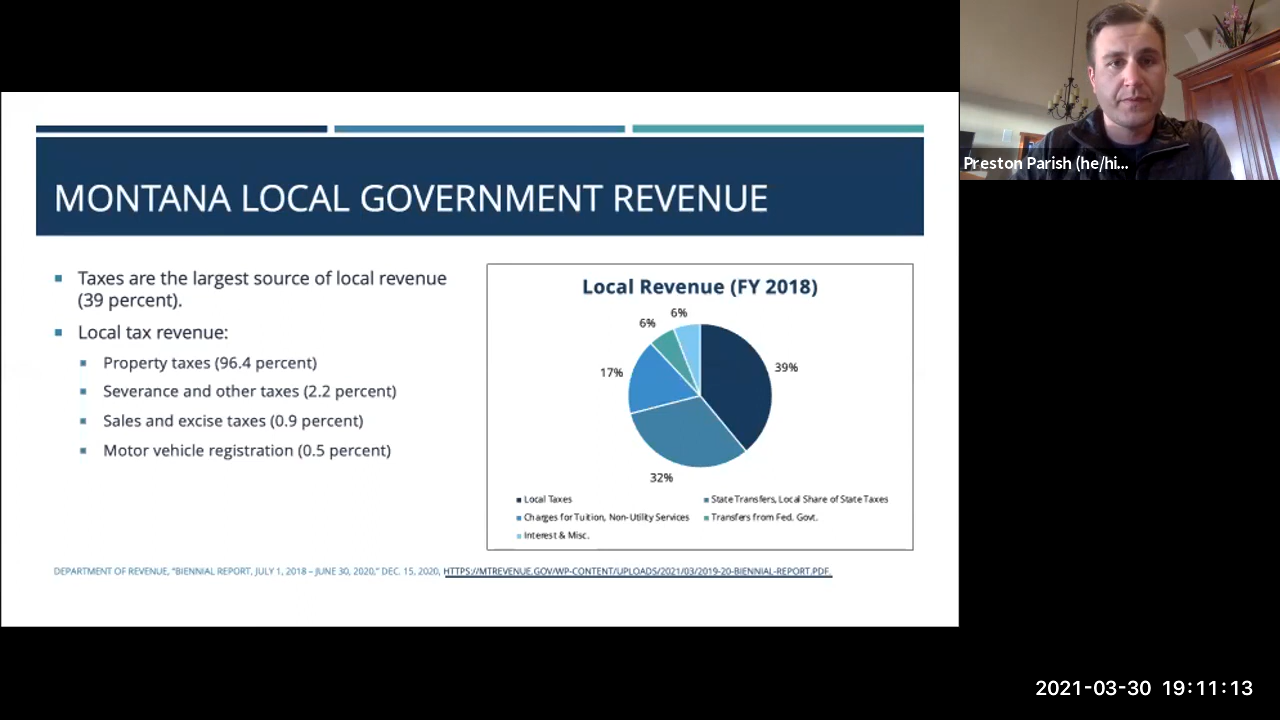 MONTANA LOCAL GOVERNMENT REVENUE
Taxes are the largest source of local revenue
(39 percent).
Local tax revenue:
Property taxes (96.4 percent)
Severance and other taxes (2.2 percent)
Sales and excise taxes (0.9 percent)
Motor vehicle registration (0.5 percent)
Local Revenue (FY 2018)
6%
6%
39%
17%
32%
Local Taxes
State Transfers, Local Share of State Taxes
Charges for Tuition, Non-Utility Services
Transfers from Fed. Govt.
Interest & Misc.
DEPARTMENT OF REVENUE, "BIENNIAL REPORT, JULY 1, 2018 – JUNE 30, 2020," DEC. 15, 2020, HTTPS://MTREVENUE.GOV/WP-CONTENT/UPLOADS/2021/03/2019-20-BIENNIAL-REPORT.PDF.
Preston Parish (he/hi...
2021-03-30 19:11:13